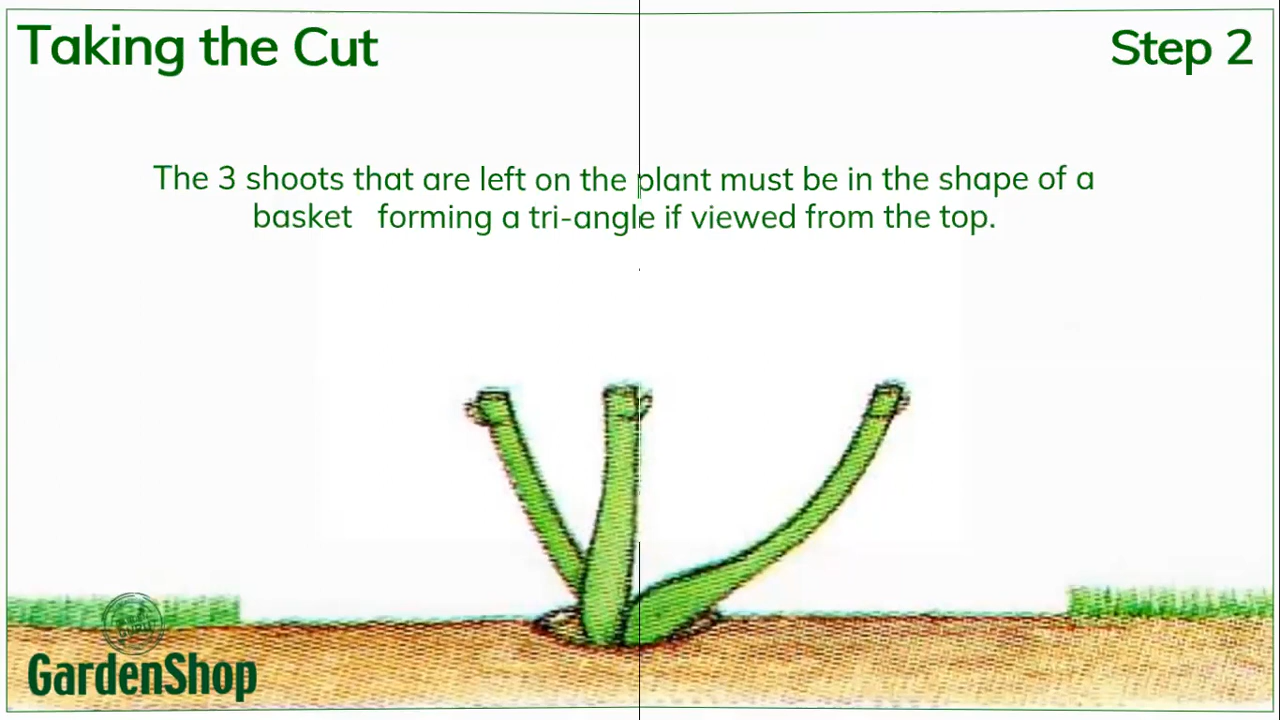 Taking the Cut
Step 2
The 3 shoots that are left on the plant must be in the shape of a
basket forming a tri-angle if viewed from the top.
GardenShop